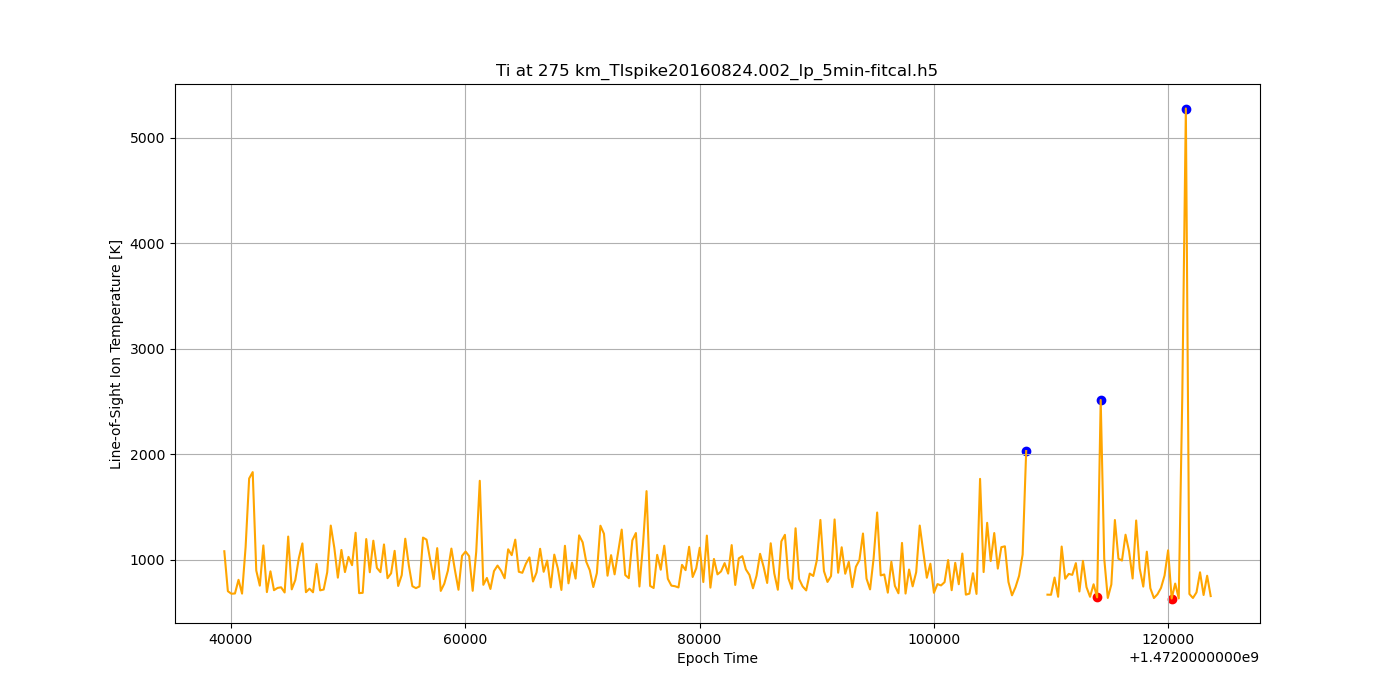 Ti at 275 km_TIspike20160824.002_lp_5min-fitcal.h5
Line-of-Sight Ion Temperature [K]
5000
4000
3000
2000
1000
40000
60000
80000
100000
120000
Epoch Time
+1.4720000000e9